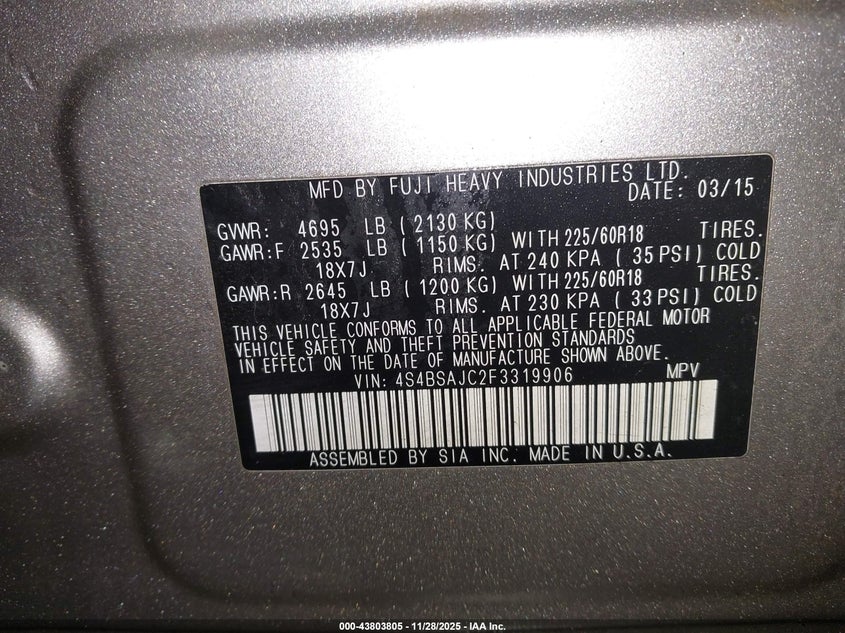 MFD BY FUJI HEAVY INDUSTRIES LTD.
DATE: 03/15
GVWR: 4695 LB ( 2130 KG)
GAWR:F 2535 LB ( 1150 KG) WITH 225/60R18 TIRES.
18X7J RIMS. AT 240 KPA ( 35 PSI) COLD
GAWR:R 2645 LB ( 1200 KG) WITH 225/60R18 TIRES.
18X7J RIMS. AT 230 KPA ( 33 PSI) COLD
THIS VEHICLE CONFORMS TO ALL APPLICABLE FEDERAL MOTOR
VEHICLE SAFETY AND THEFT PREVENTION STANDARDS
IN EFFECT ON THE DATE OF MANUFACTURE SHOWN ABOVE.
VIN: 4S4BSAJC2F3319906 MPV
ASSEMBLED BY SIA INC. MADE IN U.S.A.
000-43803805 - 11/28/2025 - IAA Inc.